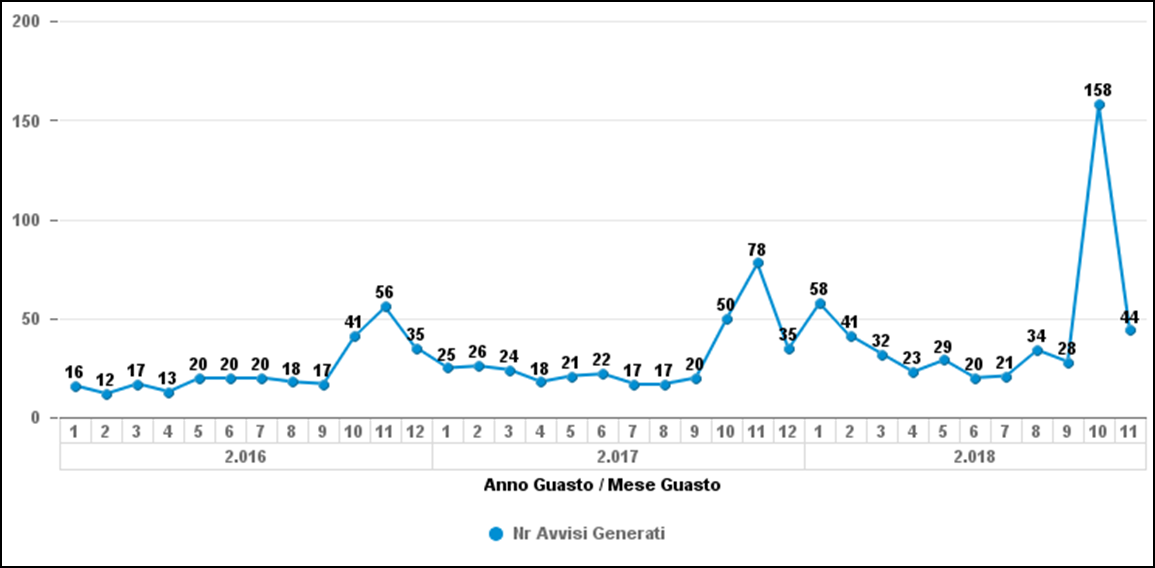 200
150
100
50
0
16 12 17 13 20 20 20 18 17 41 56 35 25 26 24 18 21 22 17 17 20 50 78 35 58 41 32 23 29 20 21 34 28 158 44
1 2 3 4 5 6 7 8 9 10 11 12 1 2 3 4 5 6 7 8 9 10 11 12 1 2 3 4 5 6 7 8 9 10 11
2.016 2.017 2.018
Anno Guasto / Mese Guasto
Nr Avvisi Generati